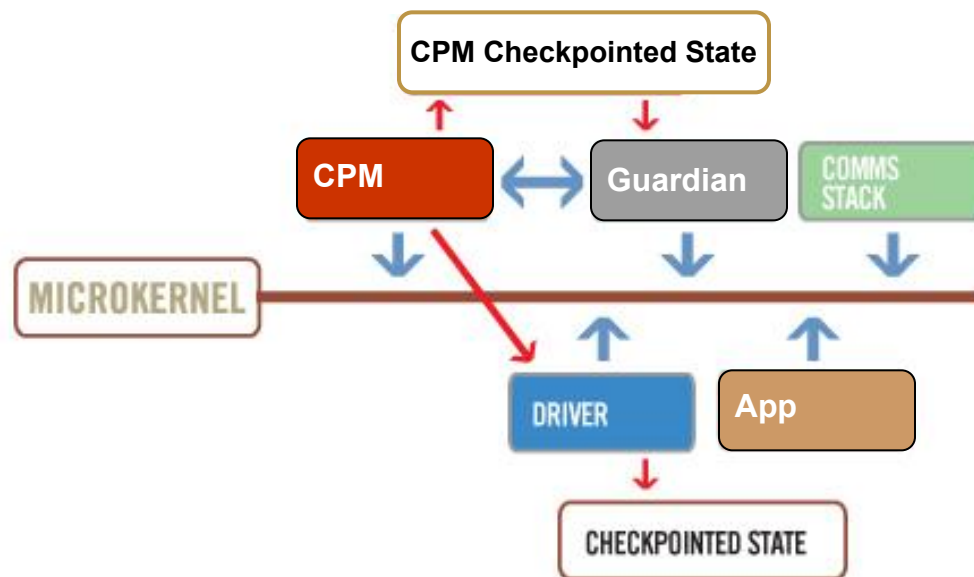 CPM Checkpointed State
CPM
Guardian
COMMS
STACK
MICROKERNEL
DRIVER
App
CHECKPOINTED STATE